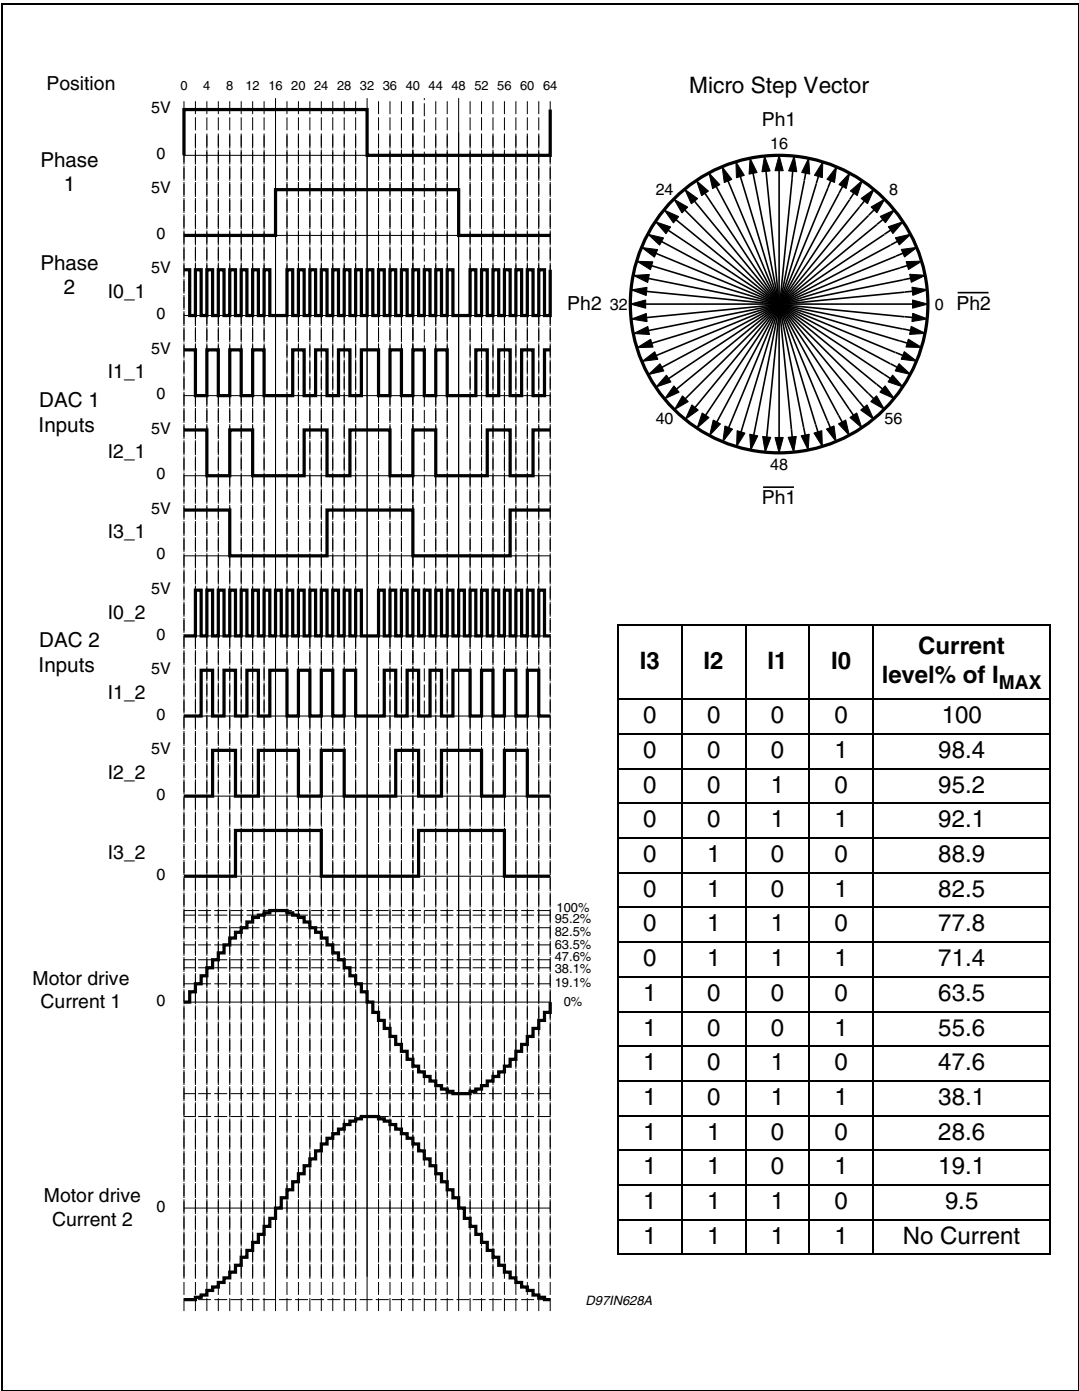 Position
0 4 8 12 16 20 24 28 32 36 40 44 48 52 56 60 64
5V
0
Phase
1
5V
0
Phase
2
I0_1
5V
0
I1_1
5V
0
DAC 1
Inputs
I2_1
5V
0
I3_1
5V
0
I0_2
5V
0
DAC 2
Inputs
I1_2
5V
0
I2_2
5V
0
I3_2
0
100%
95.2%
82.5%
63.5%
47.6%
38.1%
19.1%
0%
Motor drive
Current 1
0
Motor drive
Current 2
0
Micro Step Vector
Ph1
16
24
8
Ph2 32
0 P̅h̅2̅
40
56
48
P̅h̅1̅
I3 I2 I1 I0 Current
level% of IMAX
0 0 0 0 100
0 0 0 1 98.4
0 0 1 0 95.2
0 0 1 1 92.1
0 1 0 0 88.9
0 1 0 1 82.5
0 1 1 0 77.8
0 1 1 1 71.4
1 0 0 0 63.5
1 0 0 1 55.6
1 0 1 0 47.6
1 0 1 1 38.1
1 1 0 0 28.6
1 1 0 1 19.1
1 1 1 0 9.5
1 1 1 1 No Current
D97IN628A